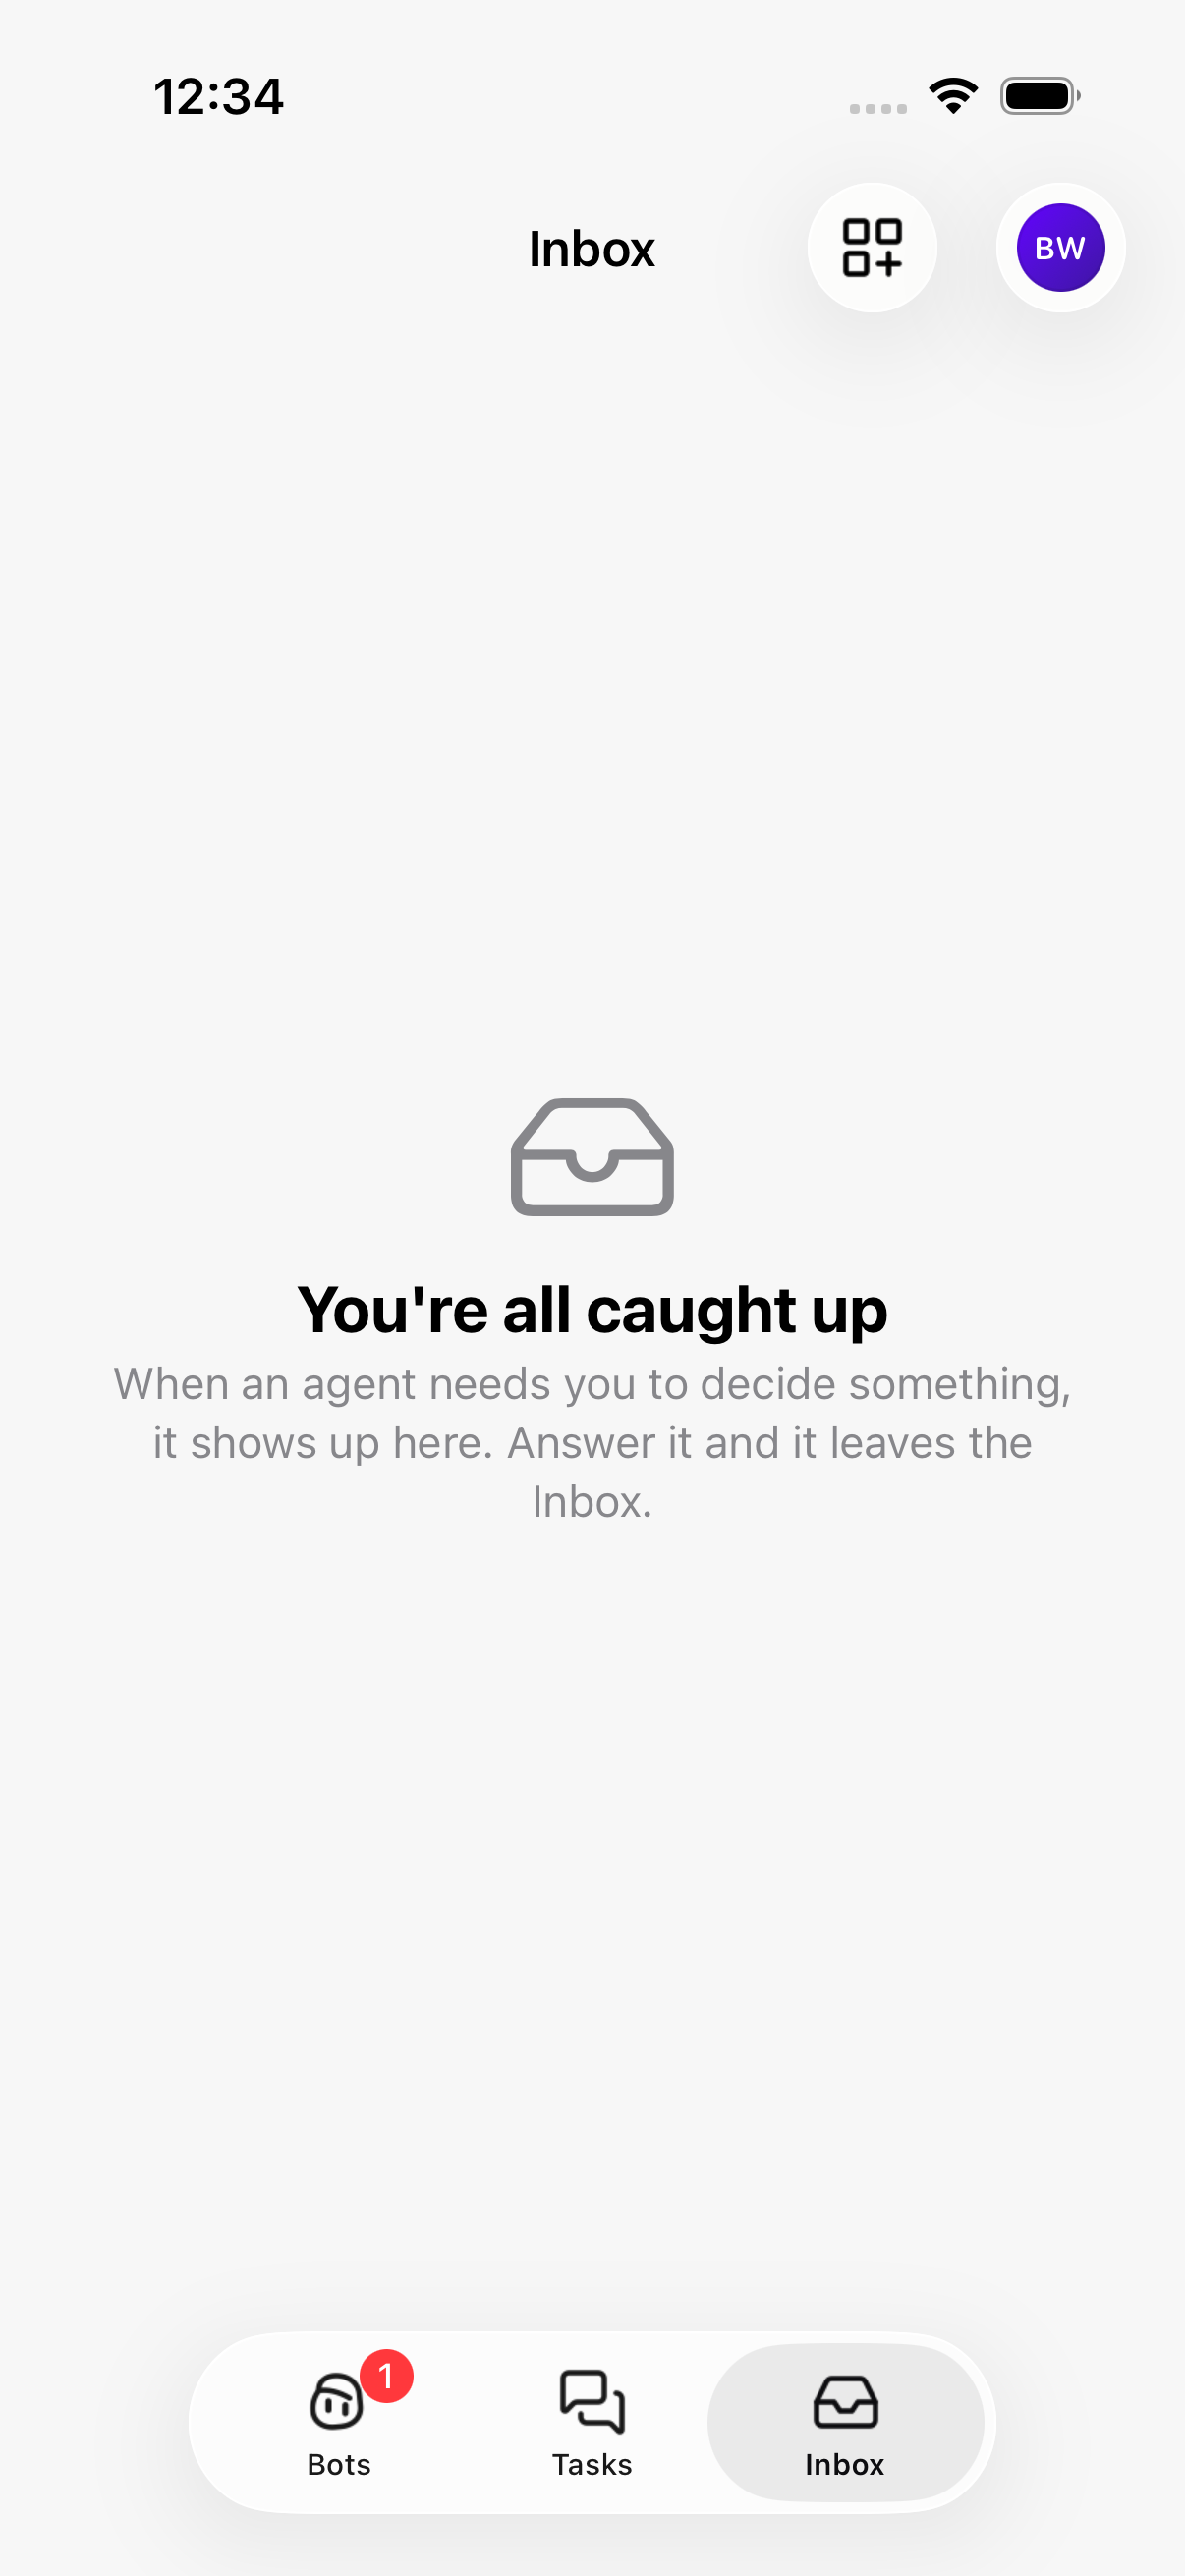 12:34
Inbox
BW
You're all caught up
When an agent needs you to decide something,
it shows up here. Answer it and it leaves the
Inbox.
1
Bots
Tasks
Inbox